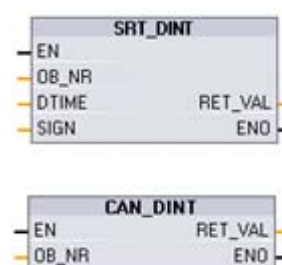 SRT_DINT
EN
OB_NR
DTIME RET_VAL
SIGN ENO
CAN_DINT
EN RET_VAL
OB_NR ENO